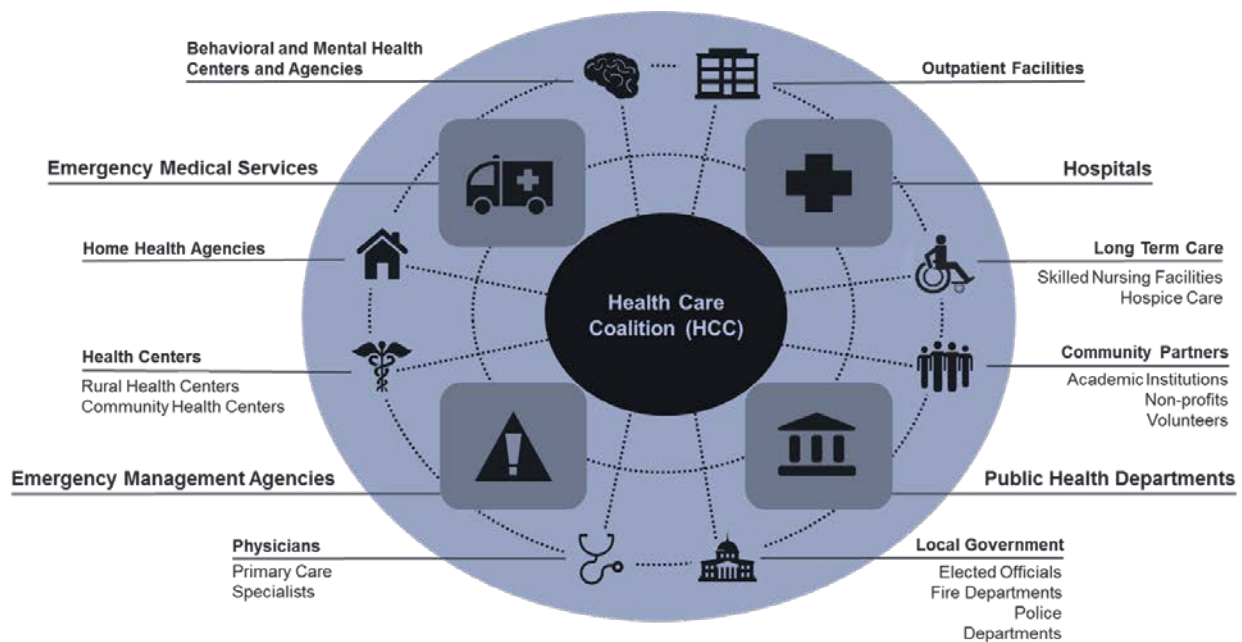 Behavioral and Mental Health
Centers and Agencies
Outpatient Facilities
Emergency Medical Services
Hospitals
Home Health Agencies
Long Term Care
Skilled Nursing Facilities
Hospice Care
Health Care
Coalition (HCC)
Health Centers
Rural Health Centers
Community Health Centers
Community Partners
Academic Institutions
Non-profits
Volunteers
Emergency Management Agencies
Public Health Departments
Physicians
Primary Care
Specialists
Local Government
Elected Officials
Fire Departments
Police
Departments